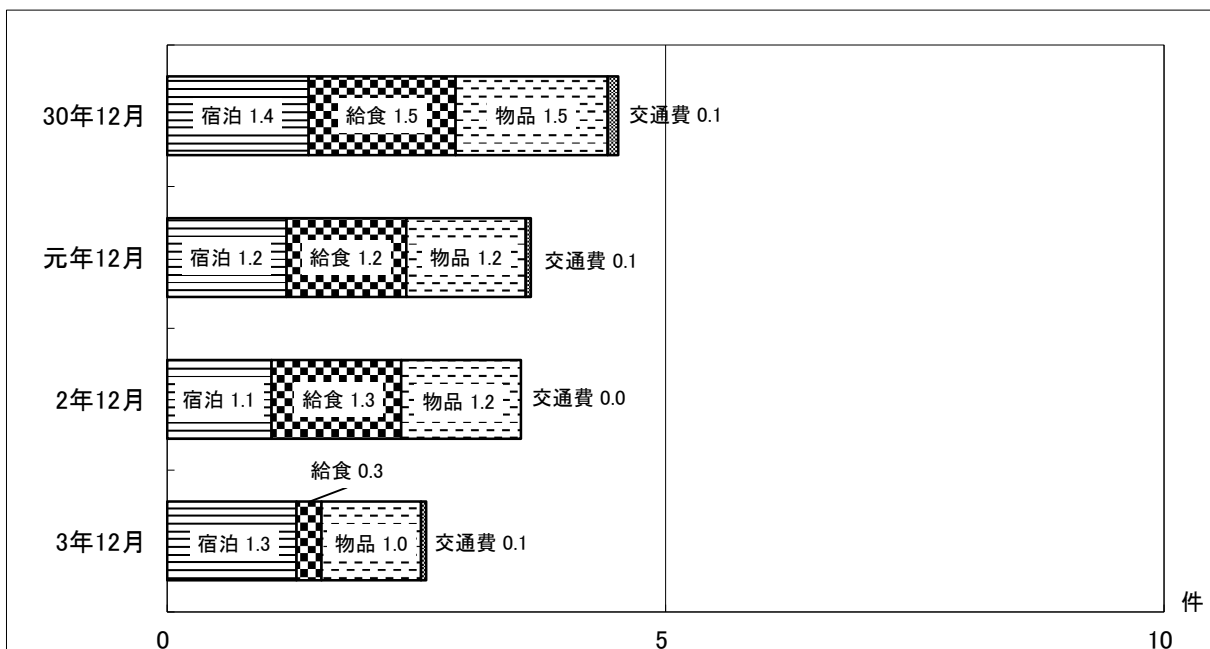 30年12月 宿泊 1.4 給食 1.5 物品 1.5 交通費 0.1
元年12月 宿泊 1.2 給食 1.2 物品 1.2 交通費 0.1
2年12月 宿泊 1.1 給食 1.3 物品 1.2 交通費 0.0
給食 0.3
3年12月 宿泊 1.3 物品 1.0 交通費 0.1
件
0 5 10